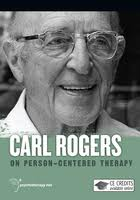 CARL ROGERS
ON PERSON-CENTERED THERAPY
psychotherapy.net
CE CREDITS
available online